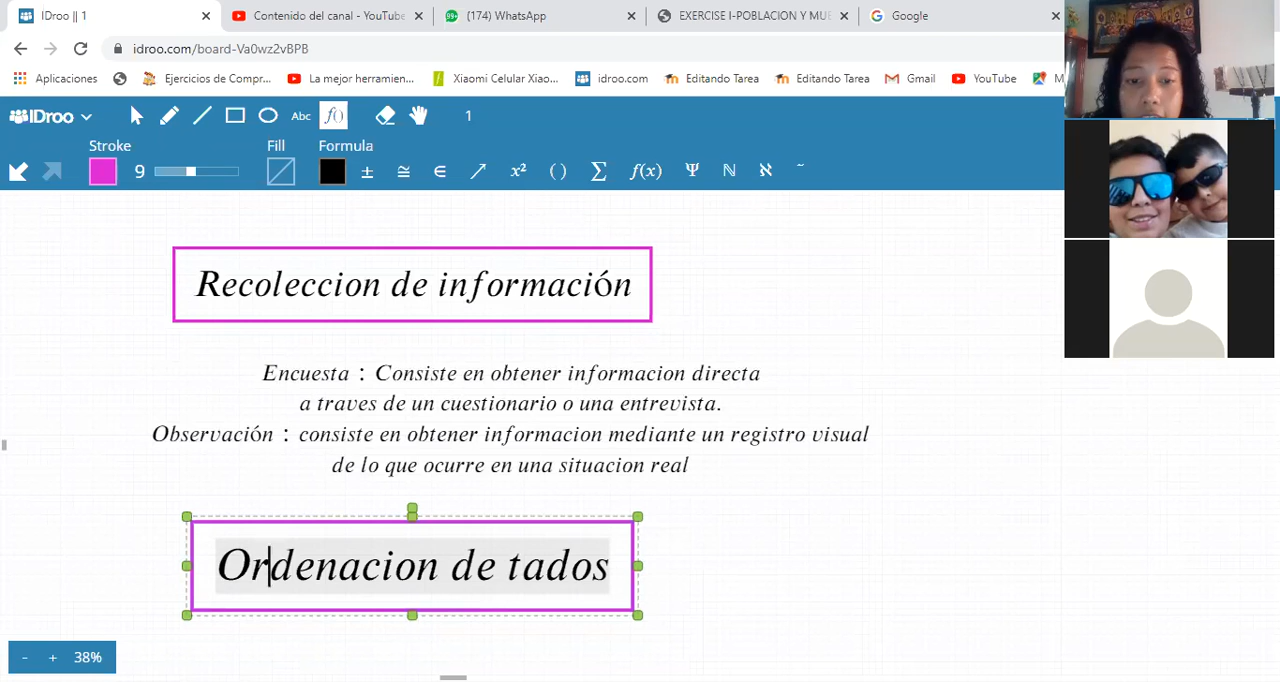 IDroo || 1
Contenido del canal - YouTube
(174) WhatsApp
EXERCISE I-POBLACION Y MUE
Google
idroo.com/board-Va0wz2vBPB
Aplicaciones
Ejercicios de Compr...
La mejor herramien...
Xiaomi Celular Xiao...
idroo.com
Editando Tarea
Editando Tarea
Gmail
YouTube
M
IDroo
Abc
f()
1
Stroke
Fill
Formula
9
± ≅ ∈ x² ( ) ∑ f(x) Ψ ℕ ℵ ~
Recoleccion de información
Encuesta : Consiste en obtener informacion directa
a traves de un cuestionario o una entrevista.
Observación : consiste en obtener informacion mediante un registro visual
de lo que ocurre en una situacion real
Ordenacion de tados
- + 38%